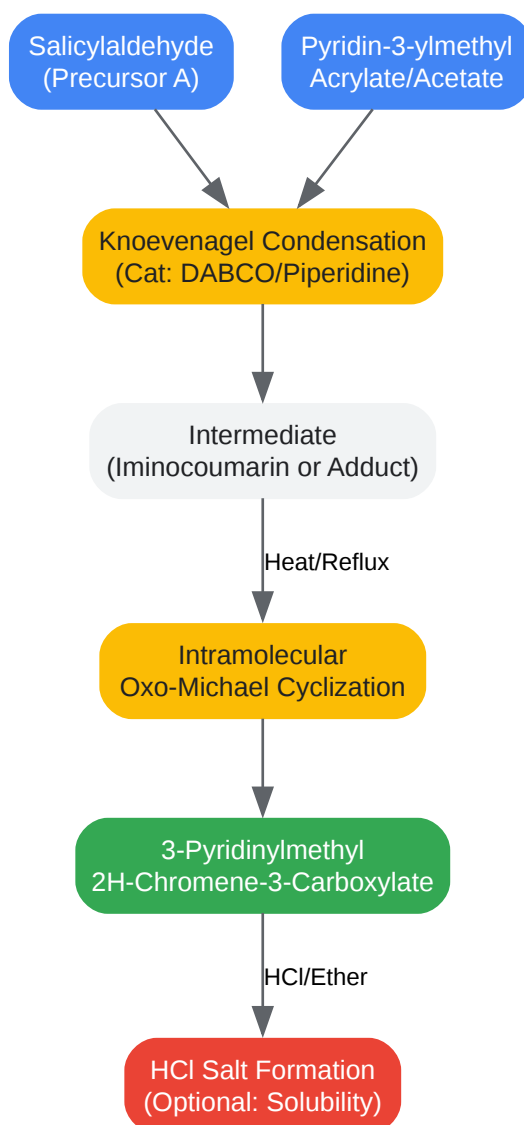 Salicylaldehyde
(Precursor A)
Pyridin-3-ylmethyl
Acrylate/Acetate
Knoevenagel Condensation
(Cat: DABCO/Piperidine)
Intermediate
(Iminocoumarin or Adduct)
Heat/Reflux
Intramolecular
Oxo-Michael Cyclization
3-Pyridinylmethyl
2H-Chromene-3-Carboxylate
HCl/Ether
HCl Salt Formation
(Optional: Solubility)